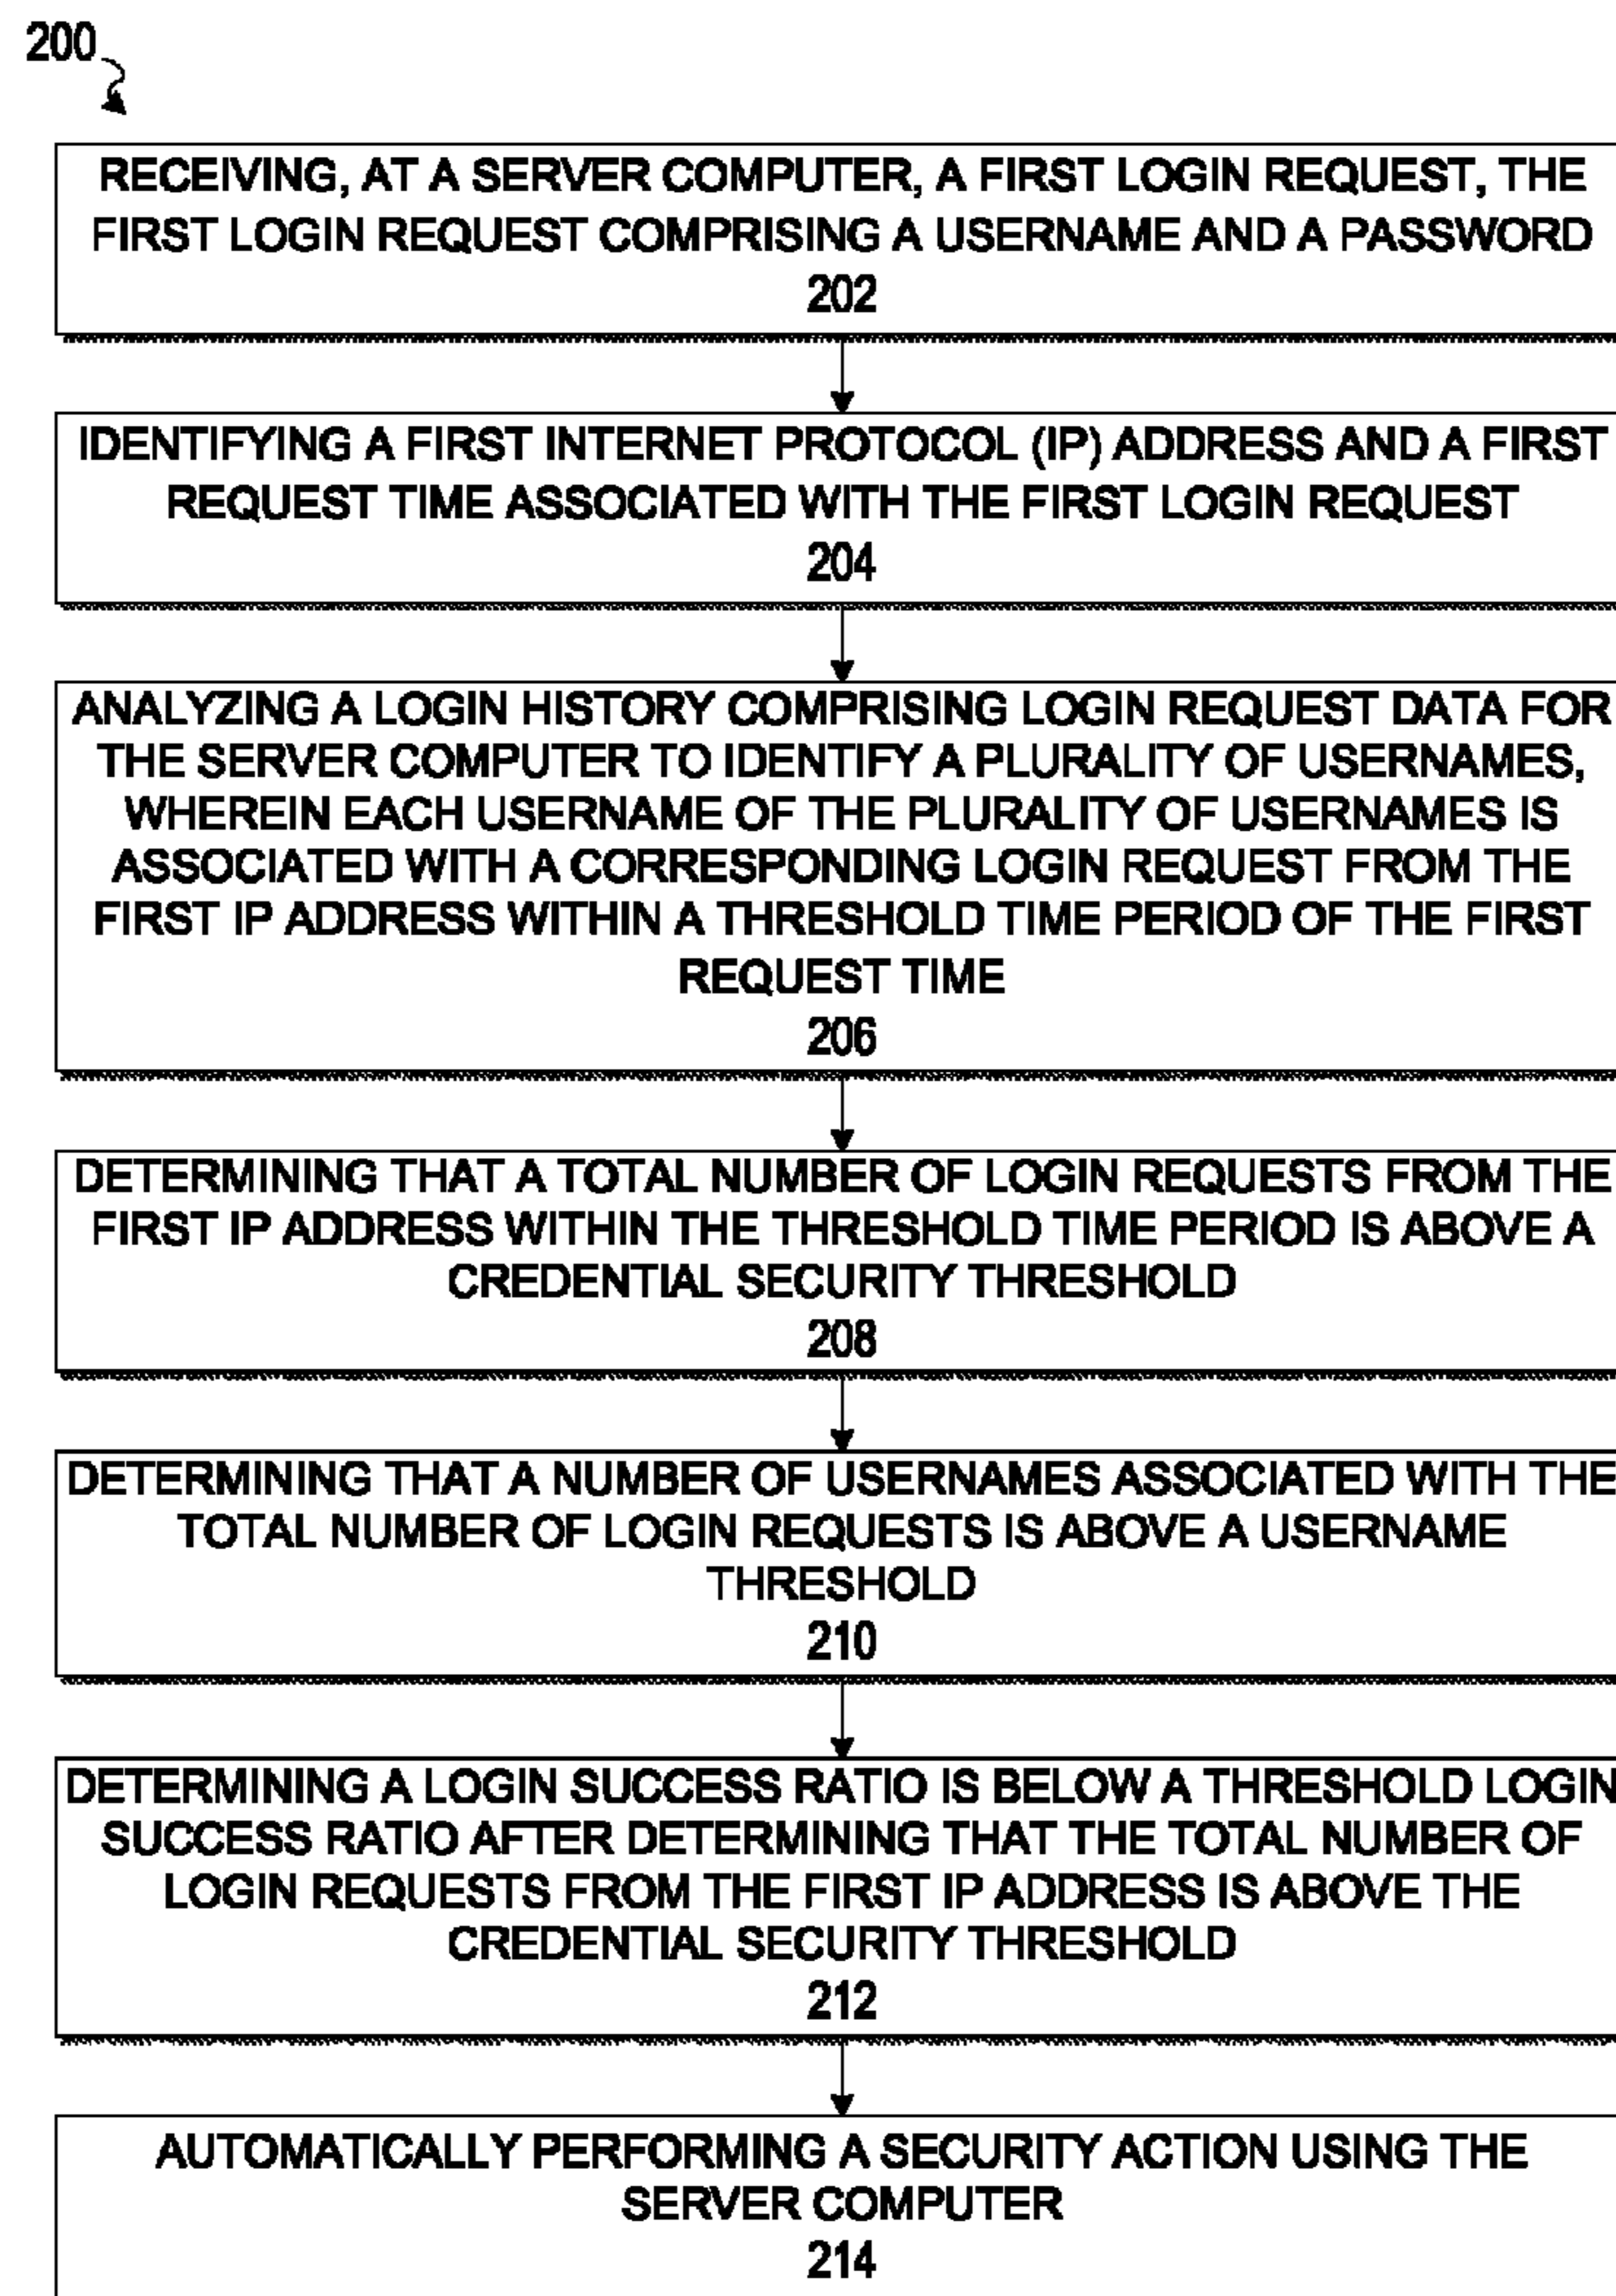 200
RECEIVING, AT A SERVER COMPUTER, A FIRST LOGIN REQUEST, THE
FIRST LOGIN REQUEST COMPRISING A USERNAME AND A PASSWORD
202
IDENTIFYING A FIRST INTERNET PROTOCOL (IP) ADDRESS AND A FIRST
REQUEST TIME ASSOCIATED WITH THE FIRST LOGIN REQUEST
204
ANALYZING A LOGIN HISTORY COMPRISING LOGIN REQUEST DATA FOR
THE SERVER COMPUTER TO IDENTIFY A PLURALITY OF USERNAMES,
WHEREIN EACH USERNAME OF THE PLURALITY OF USERNAMES IS
ASSOCIATED WITH A CORRESPONDING LOGIN REQUEST FROM THE
FIRST IP ADDRESS WITHIN A THRESHOLD TIME PERIOD OF THE FIRST
REQUEST TIME
206
DETERMINING THAT A TOTAL NUMBER OF LOGIN REQUESTS FROM THE
FIRST IP ADDRESS WITHIN THE THRESHOLD TIME PERIOD IS ABOVE A
CREDENTIAL SECURITY THRESHOLD
208
DETERMINING THAT A NUMBER OF USERNAMES ASSOCIATED WITH THE
TOTAL NUMBER OF LOGIN REQUESTS IS ABOVE A USERNAME
THRESHOLD
210
DETERMINING A LOGIN SUCCESS RATIO IS BELOW A THRESHOLD LOGIN
SUCCESS RATIO AFTER DETERMINING THAT THE TOTAL NUMBER OF
LOGIN REQUESTS FROM THE FIRST IP ADDRESS IS ABOVE THE
CREDENTIAL SECURITY THRESHOLD
212
AUTOMATICALLY PERFORMING A SECURITY ACTION USING THE
SERVER COMPUTER
214